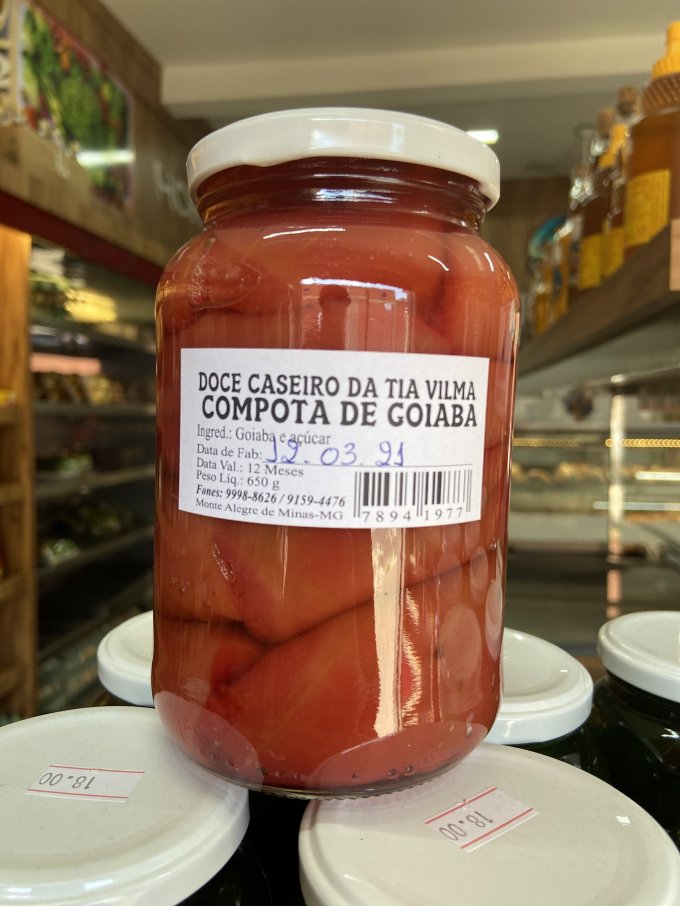 DOCE CASEIRO DA TIA VILMA
COMPOTA DE GOIABA
Ingred.: Goiaba e açúcar
Data de Fab: 12.03.21
Data Val.: 12 Meses
Peso Líq.: 650 g
Fones: 9998-8626 / 9159-4476
Monte Alegre de Minas-MG
7894 1977
18.00
18.00